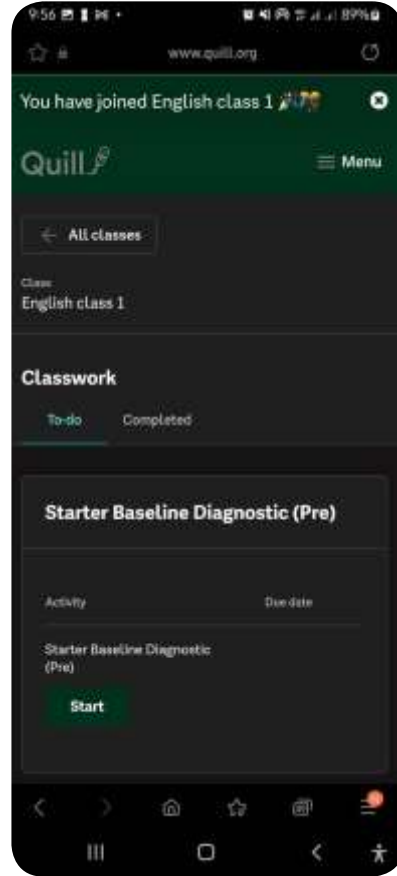 9:56
89%
www.quill.org
You have joined English class 1
Quill
Menu
All classes
Class
English class 1
Classwork
To-do Completed
Starter Baseline Diagnostic (Pre)
Activity Due date
Starter Baseline Diagnostic
(Pre)
Start